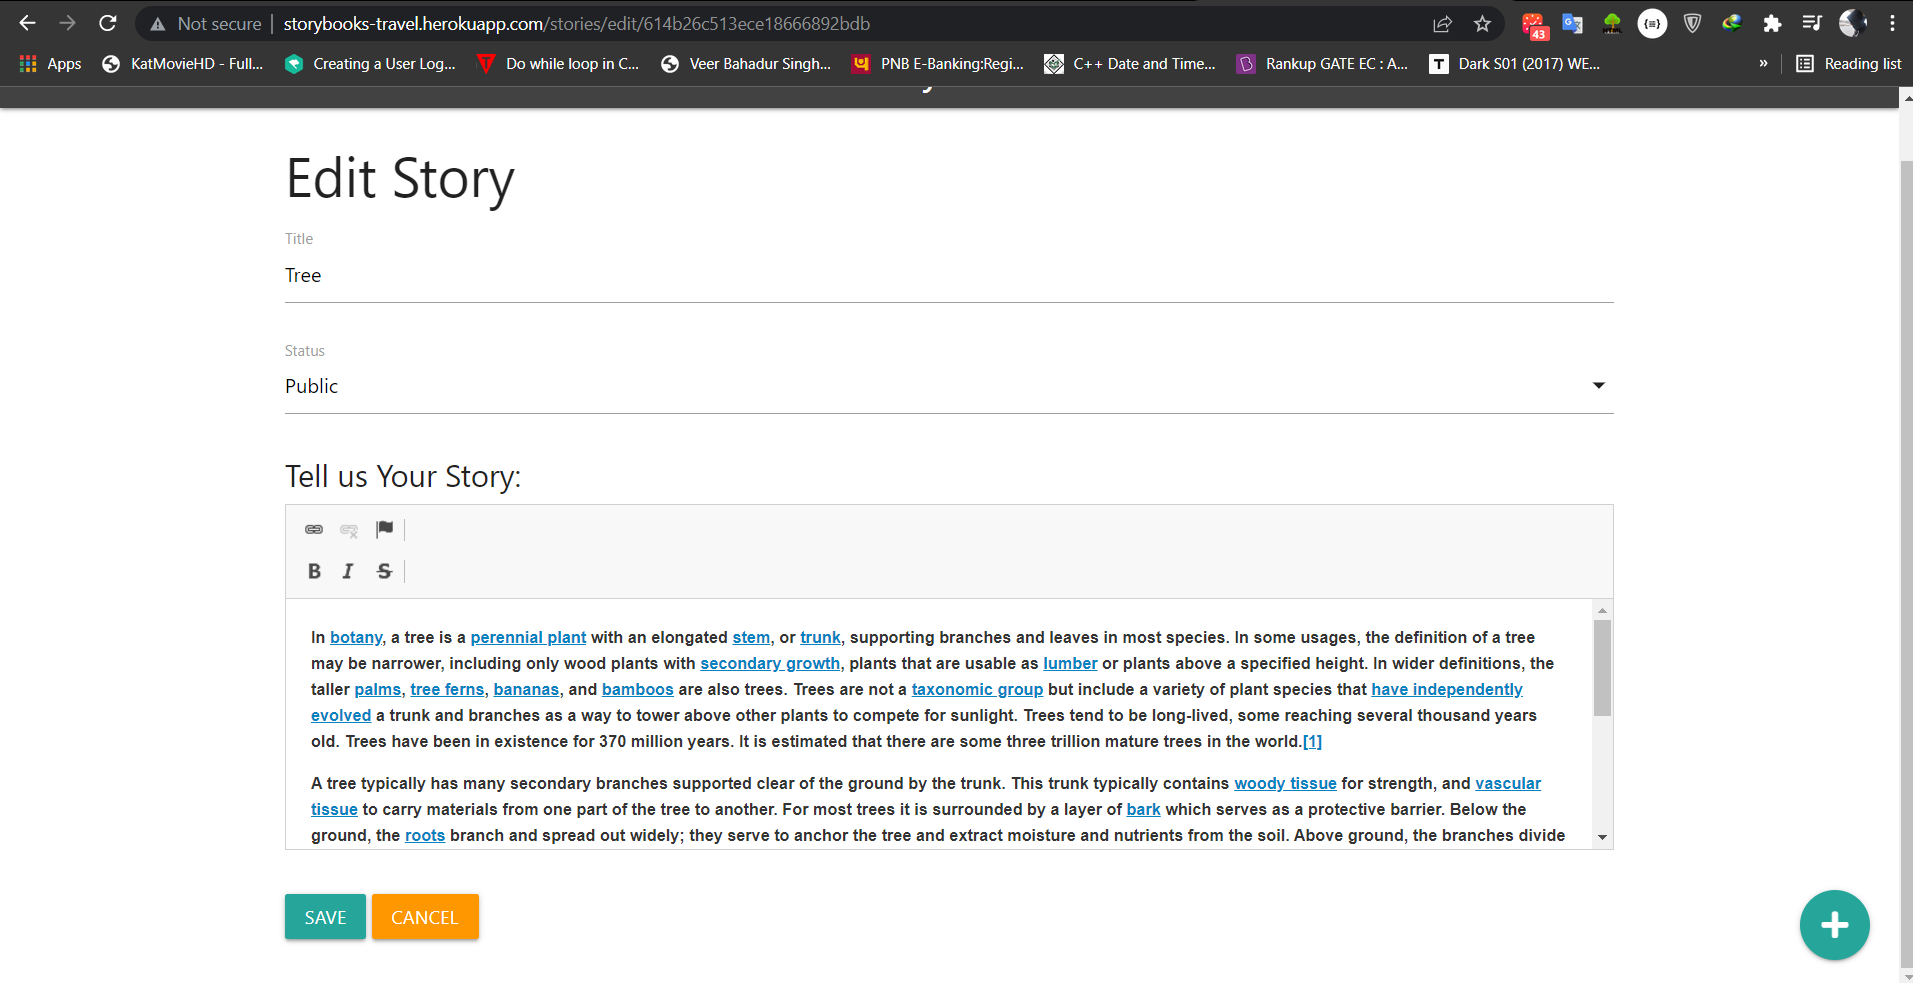 Not secure | storybooks-travel.herokuapp.com/stories/edit/614b26c513ece18666892bdb
43
Apps KatMovieHD - Full... Creating a User Log... Do while loop in C... Veer Bahadur Singh... PNB E-Banking:Regi... C++ Date and Time... Rankup GATE EC : A... T Dark S01 (2017) WE... » Reading list
Edit Story
Title
Tree
Status
Public
Tell us Your Story:
B I S
In botany, a tree is a perennial plant with an elongated stem, or trunk, supporting branches and leaves in most species. In some usages, the definition of a tree
may be narrower, including only wood plants with secondary growth, plants that are usable as lumber or plants above a specified height. In wider definitions, the
taller palms, tree ferns, bananas, and bamboos are also trees. Trees are not a taxonomic group but include a variety of plant species that have independently
evolved a trunk and branches as a way to tower above other plants to compete for sunlight. Trees tend to be long-lived, some reaching several thousand years
old. Trees have been in existence for 370 million years. It is estimated that there are some three trillion mature trees in the world.[1]
A tree typically has many secondary branches supported clear of the ground by the trunk. This trunk typically contains woody tissue for strength, and vascular
tissue to carry materials from one part of the tree to another. For most trees it is surrounded by a layer of bark which serves as a protective barrier. Below the
ground, the roots branch and spread out widely; they serve to anchor the tree and extract moisture and nutrients from the soil. Above ground, the branches divide
SAVE CANCEL
+